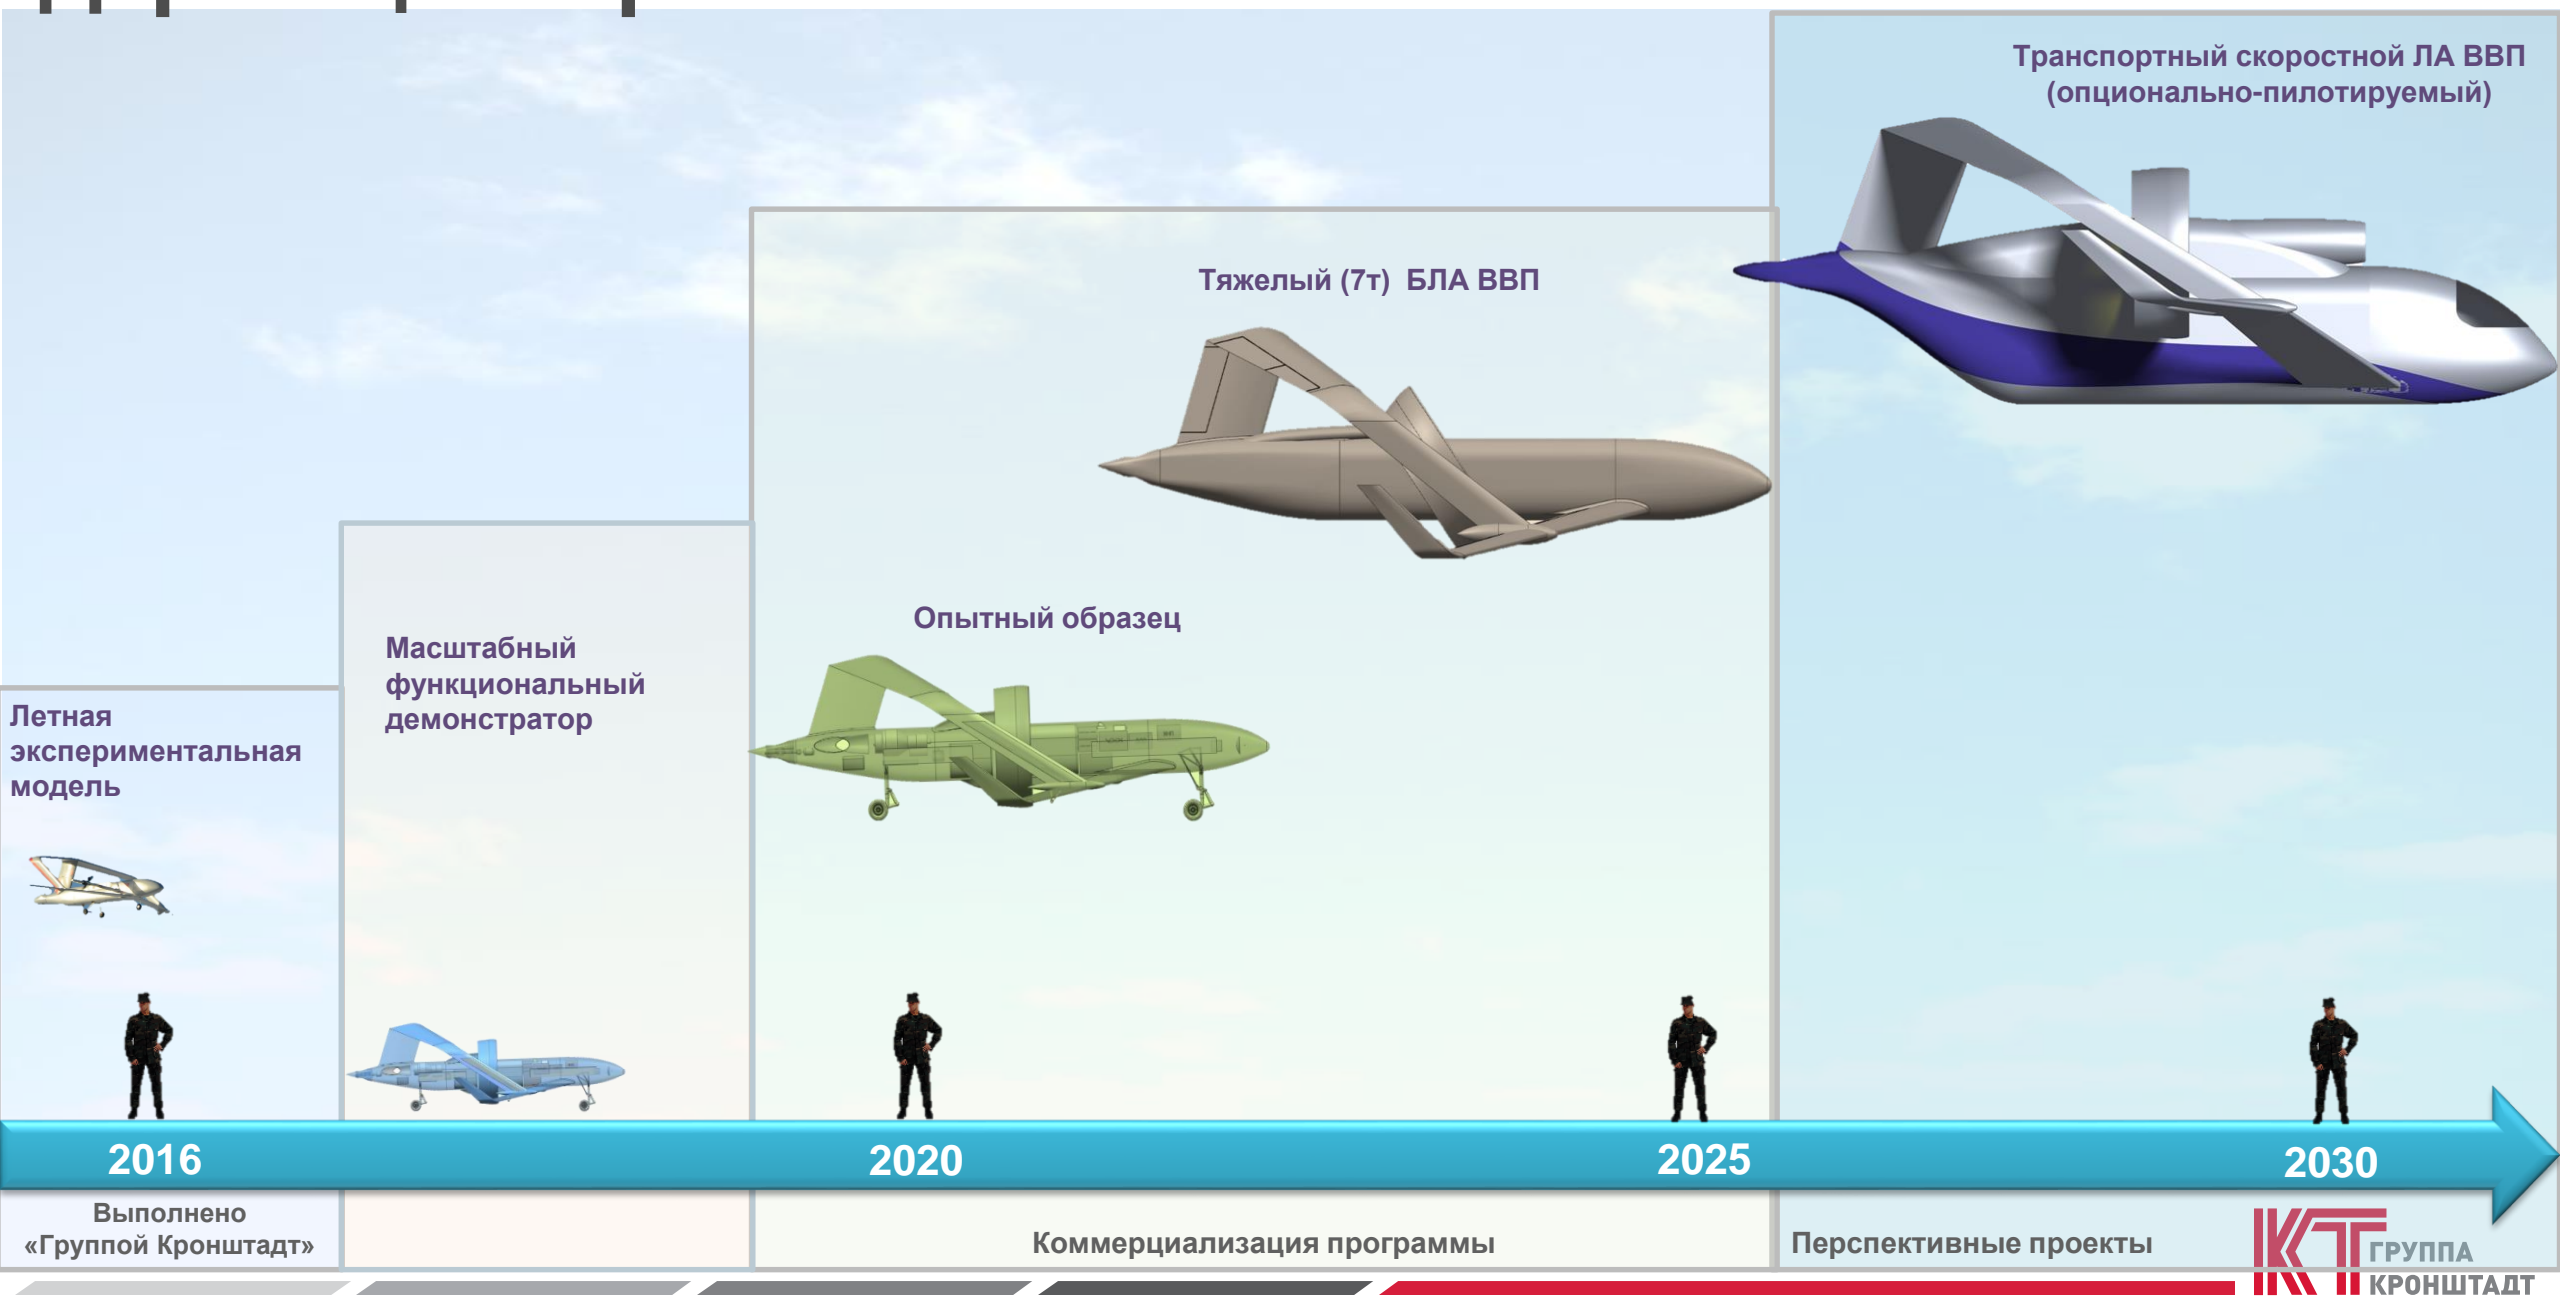 Транспортный скоростной ЛА ВВП
(опционально-пилотируемый)
Тяжелый (7т) БЛА ВВП
Опытный образец
Масштабный
функциональный
демонстратор
Летная
экспериментальная
модель
2016
2020
2025
2030
Выполнено
«Группой Кронштадт»
Коммерциализация программы
Перспективные проекты
КТ
ГРУППА
КРОНШТАДТ